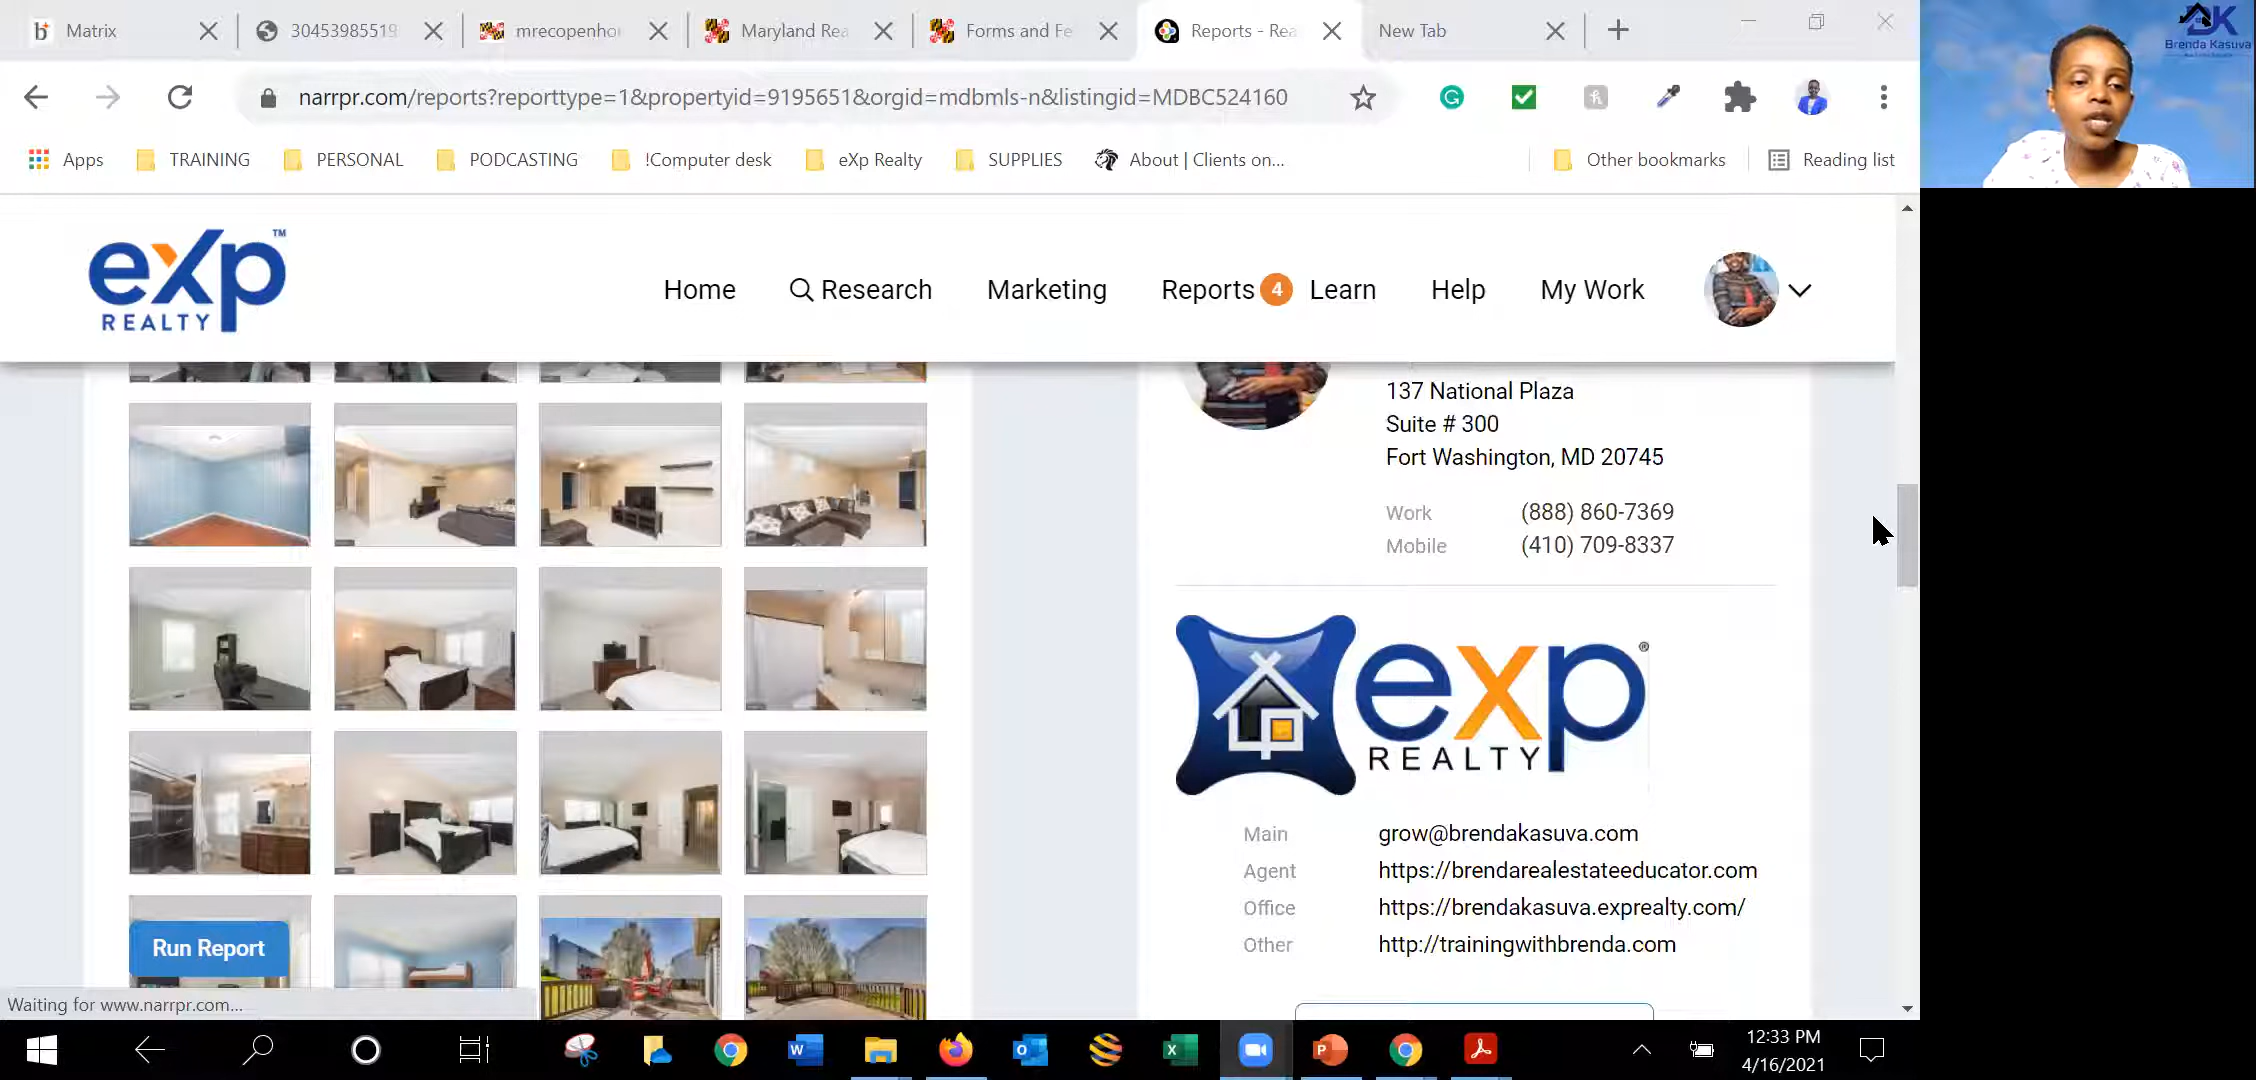 Matrix
30453985519
mrecopenho
Maryland Rea
Forms and Fe
Reports - Rea
New Tab
narrpr.com/reports?reporttype=1&propertyid=9195651&orgid=mdbmls-n&listingid=MDBC524160
Apps
TRAINING
PERSONAL
PODCASTING
!Computer desk
eXp Realty
SUPPLIES
About | Clients on...
Other bookmarks
Reading list
Brenda Kasuva
eXp
REALTY
TM
Home
Research
Marketing
Reports 4
Learn
Help
My Work
137 National Plaza
Suite # 300
Fort Washington, MD 20745
Work (888) 860-7369
Mobile (410) 709-8337
exp®
REALTY
Main grow@brendakasuva.com
Agent https://brendarealestateeducator.com
Office https://brendakasuva.exprealty.com/
Other http://trainingwithbrenda.com
Run Report
Waiting for www.narrpr.com...
12:33 PM
4/16/2021